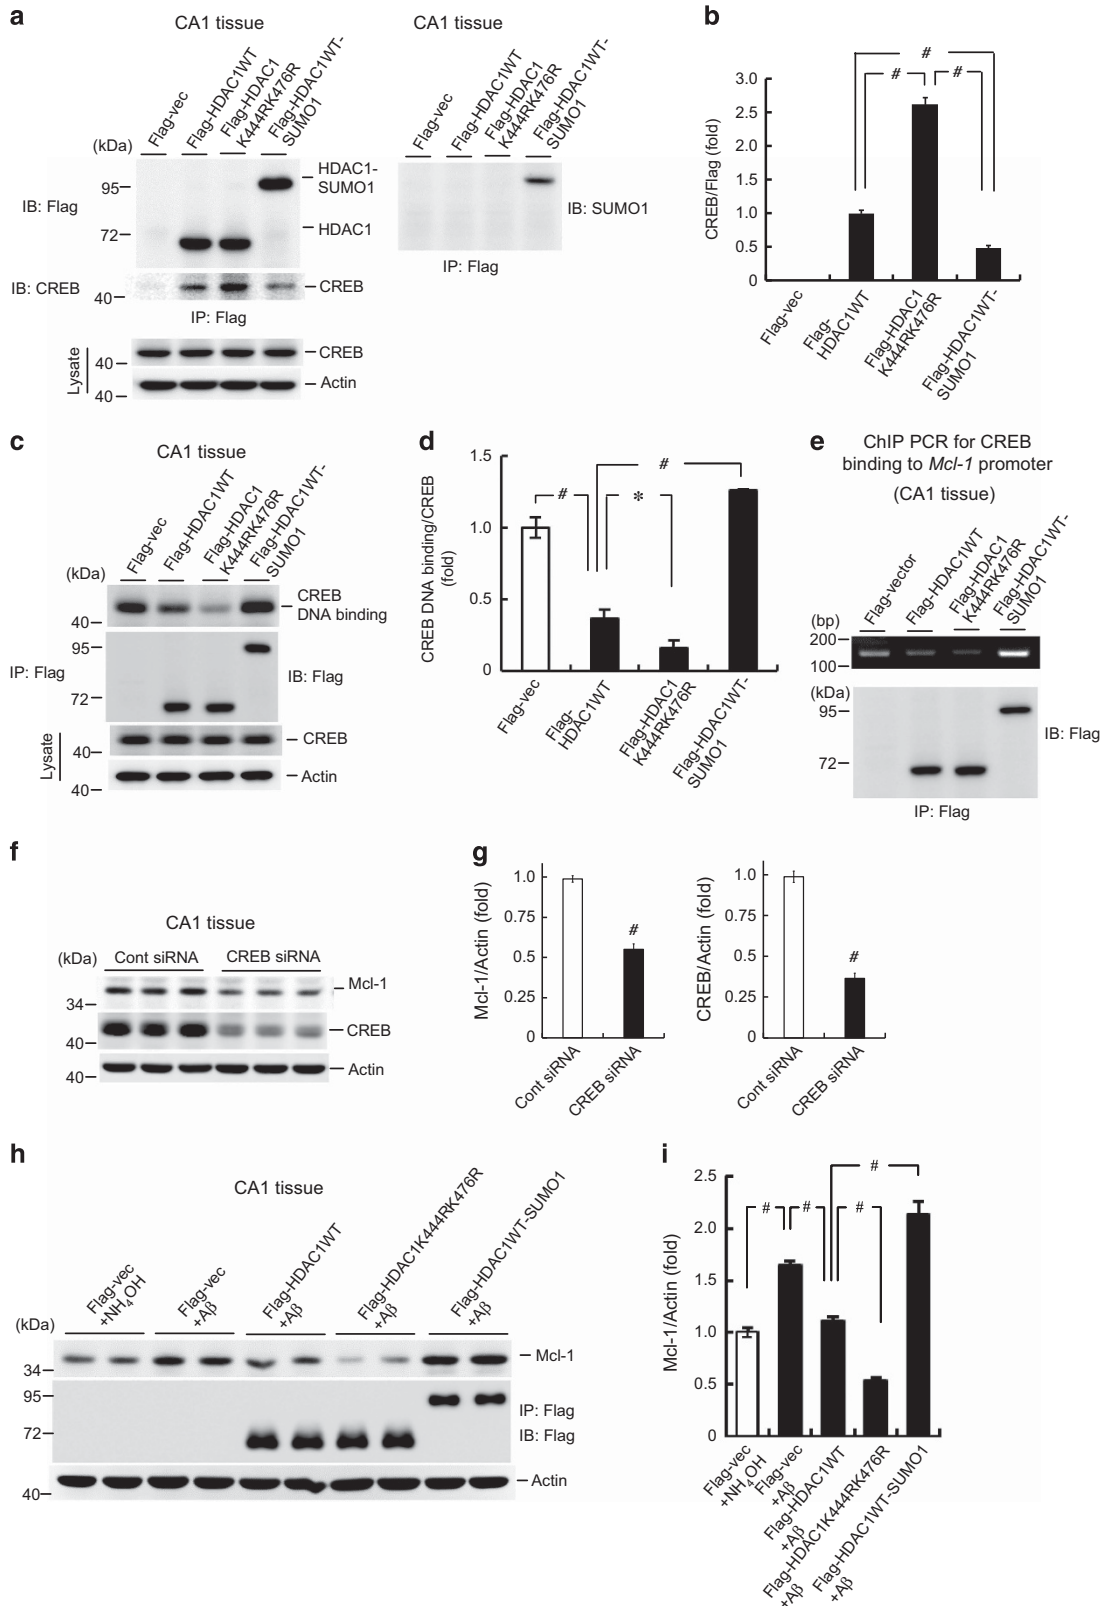 a
CA1 tissue
CA1 tissue
Flag-vec
Flag-HDAC1WT
Flag-HDAC1
K444RK476R
Flag-HDAC1WT-
SUMO1
Flag-vec
Flag-HDAC1WT
Flag-HDAC1
K444RK476R
Flag-HDAC1WT-
SUMO1
(kDa)
95
72
IB: Flag
HDAC1-
SUMO1
HDAC1
IB: SUMO1
IP: Flag
IB: CREB
40
CREB
IP: Flag
Lysate
40
CREB
40
Actin
b
CREB/Flag (fold)
3.0
2.5
2.0
1.5
1.0
0.5
0
#
#
#
Flag-vec
Flag-
HDAC1WT
Flag-HDAC1
K444RK476R
Flag-HDAC1WT-
SUMO1
c
CA1 tissue
Flag-vec
Flag-HDAC1WT
Flag-HDAC1
K444RK476R
Flag-HDAC1WT-
SUMO1
(kDa)
40
CREB
DNA binding
95
IP: Flag
IB: Flag
72
Lysate
40
CREB
40
Actin
d
CREB DNA binding/CREB
(fold)
1.5
1.0
0.5
0
#
#
*
Flag-vec
Flag-
HDAC1WT
Flag-HDAC1
K444RK476R
Flag-HDAC1WT-
SUMO1
e
ChIP PCR for CREB
binding to Mcl-1 promoter
(CA1 tissue)
Flag-vector
Flag-HDAC1WT
Flag-HDAC1
K444RK476R
Flag-HDAC1WT-
SUMO1
(bp)
200
100
(kDa)
95
IB: Flag
72
IP: Flag
f
CA1 tissue
(kDa)
Cont siRNA
CREB siRNA
Mcl-1
34
CREB
40
Actin
40
g
Mcl-1/Actin (fold)
1.0
0.75
0.5
0.25
0
#
Cont siRNA
CREB siRNA
CREB/Actin (fold)
1.0
0.75
0.5
0.25
0
#
Cont siRNA
CREB siRNA
h
CA1 tissue
Flag-vec
+NH4OH
Flag-vec
+Aβ
Flag-HDAC1WT
+Aβ
Flag-HDAC1K444RK476R
+Aβ
Flag-HDAC1WT-SUMO1
+Aβ
(kDa)
Mcl-1
34
95
IP: Flag
72
IB: Flag
Actin
40
i
Mcl-1/Actin (fold)
2.5
2.0
1.5
1.0
0.5
0
#
#
#
#
Flag-vec
+NH4OH
Flag-vec
+Aβ
Flag-HDAC1WT
+Aβ
Flag-HDAC1K444RK476R
+Aβ
Flag-HDAC1WT-SUMO1
+Aβ